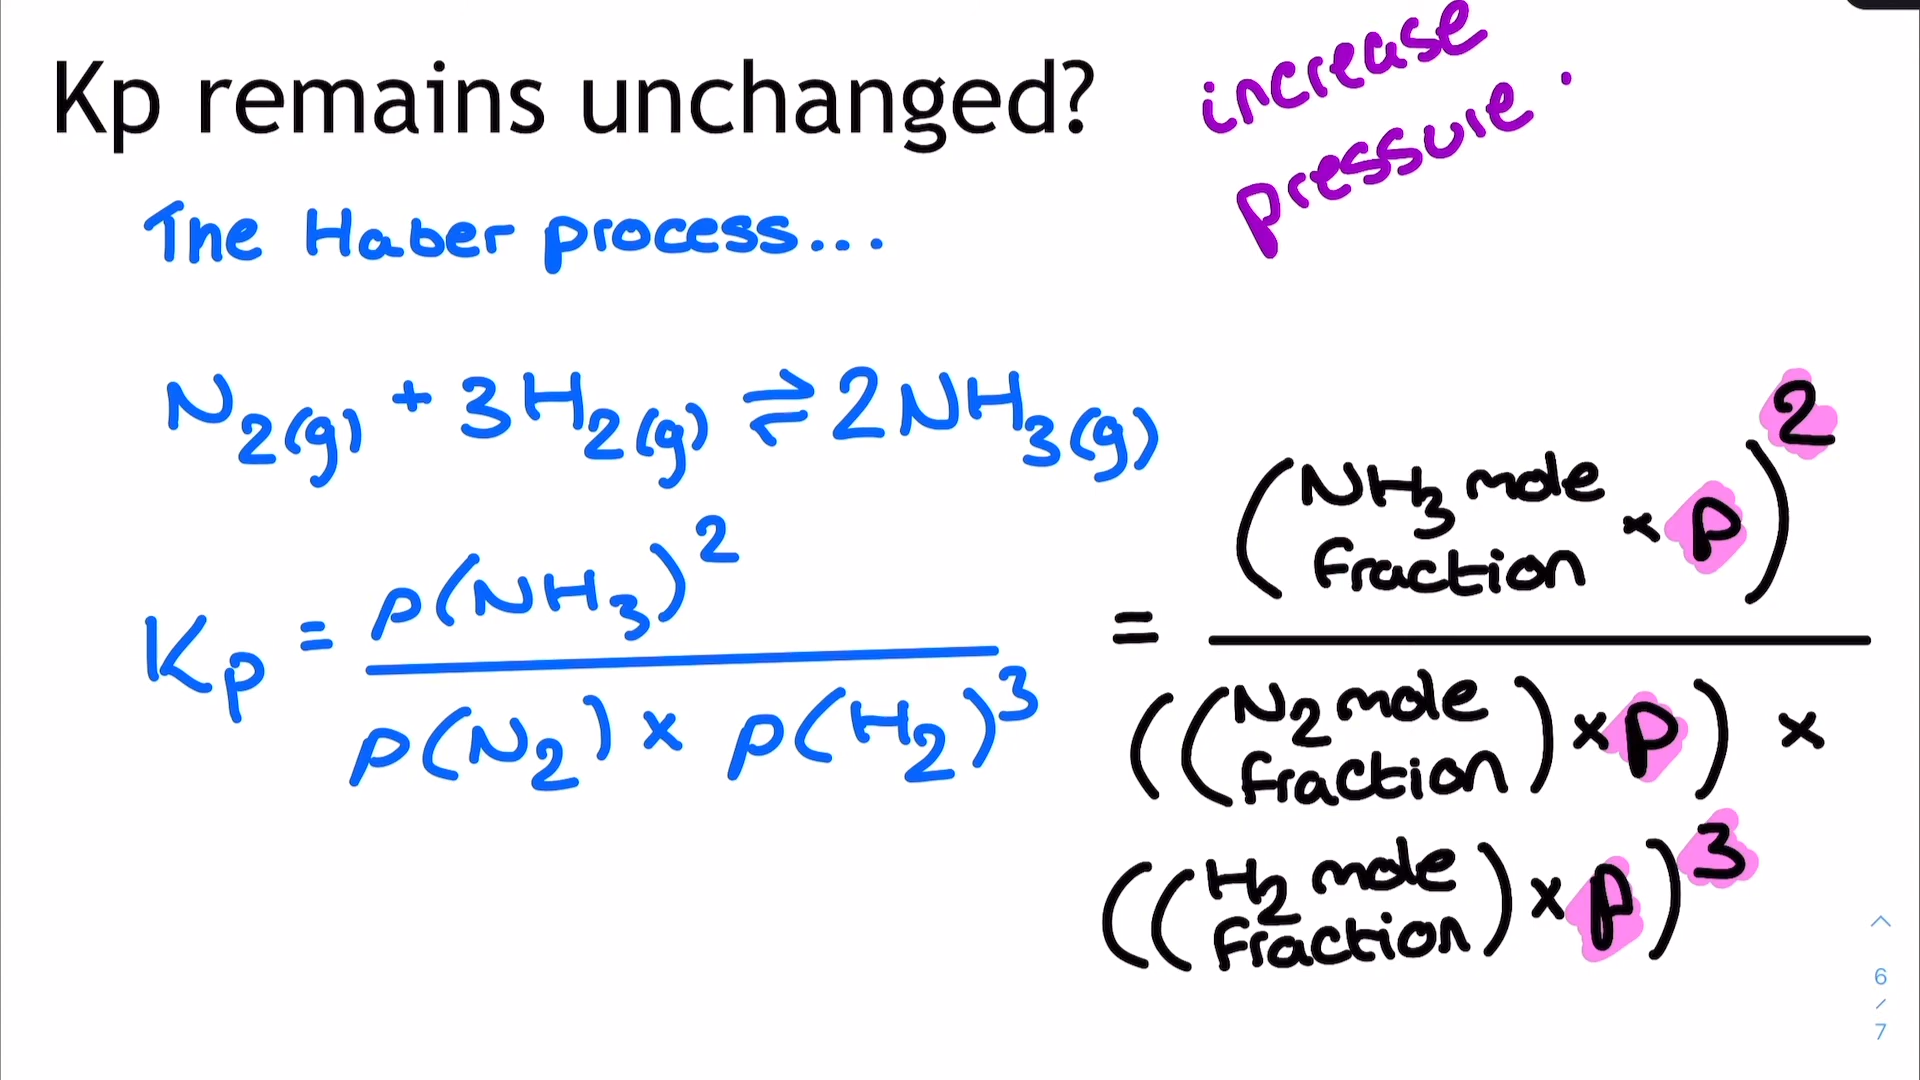 Kp remains unchanged?
increase
pressure.
The Haber process...
N2(g) + 3H2(g) ⇌ 2NH3(g)
Kp = p(NH3)^2 / p(N2) × p(H2)^3
= (NH3 mole fraction × P)^2
((N2 mole fraction) × P) ×
((H2 mole fraction) × P)^3
6
/
7